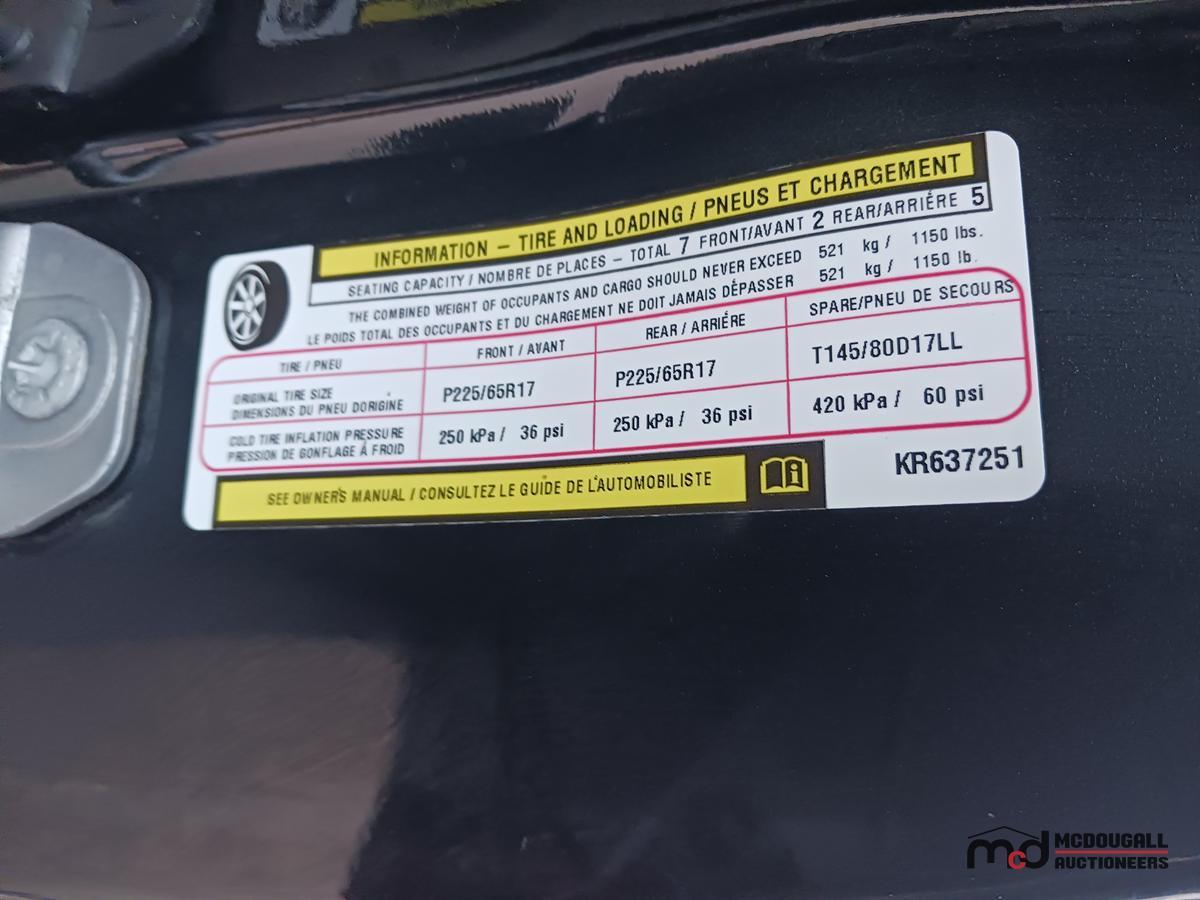 INFORMATION – TIRE AND LOADING / PNEUS ET CHARGEMENT
SEATING CAPACITY / NOMBRE DE PLACES – TOTAL 7 FRONT/AVANT 2 REAR/ARRIÉRE 5
THE COMBINED WEIGHT OF OCCUPANTS AND CARGO SHOULD NEVER EXCEED 521 kg / 1150 lbs.
LE POIDS TOTAL DES OCCUPANTS ET DU CHARGEMENT NE DOIT JAMAIS DÉPASSER 521 kg / 1150 lb.
TIRE / PNEU FRONT / AVANT REAR / ARRIÉRE SPARE/PNEU DE SECOURS
ORIGINAL TIRE SIZE
DIMENSIONS DU PNEU DORIGINE P225/65R17 P225/65R17 T145/80D17LL
COLD TIRE INFLATION PRESSURE
PRESSION DE GONFLAGE À FROID 250 kPa / 36 psi 250 kPa / 36 psi 420 kPa / 60 psi
SEE OWNER'S MANUAL / CONSULTEZ LE GUIDE DE L'AUTOMOBILISTE
KR637251
mcd MCDOUGALL
AUCTIONEERS